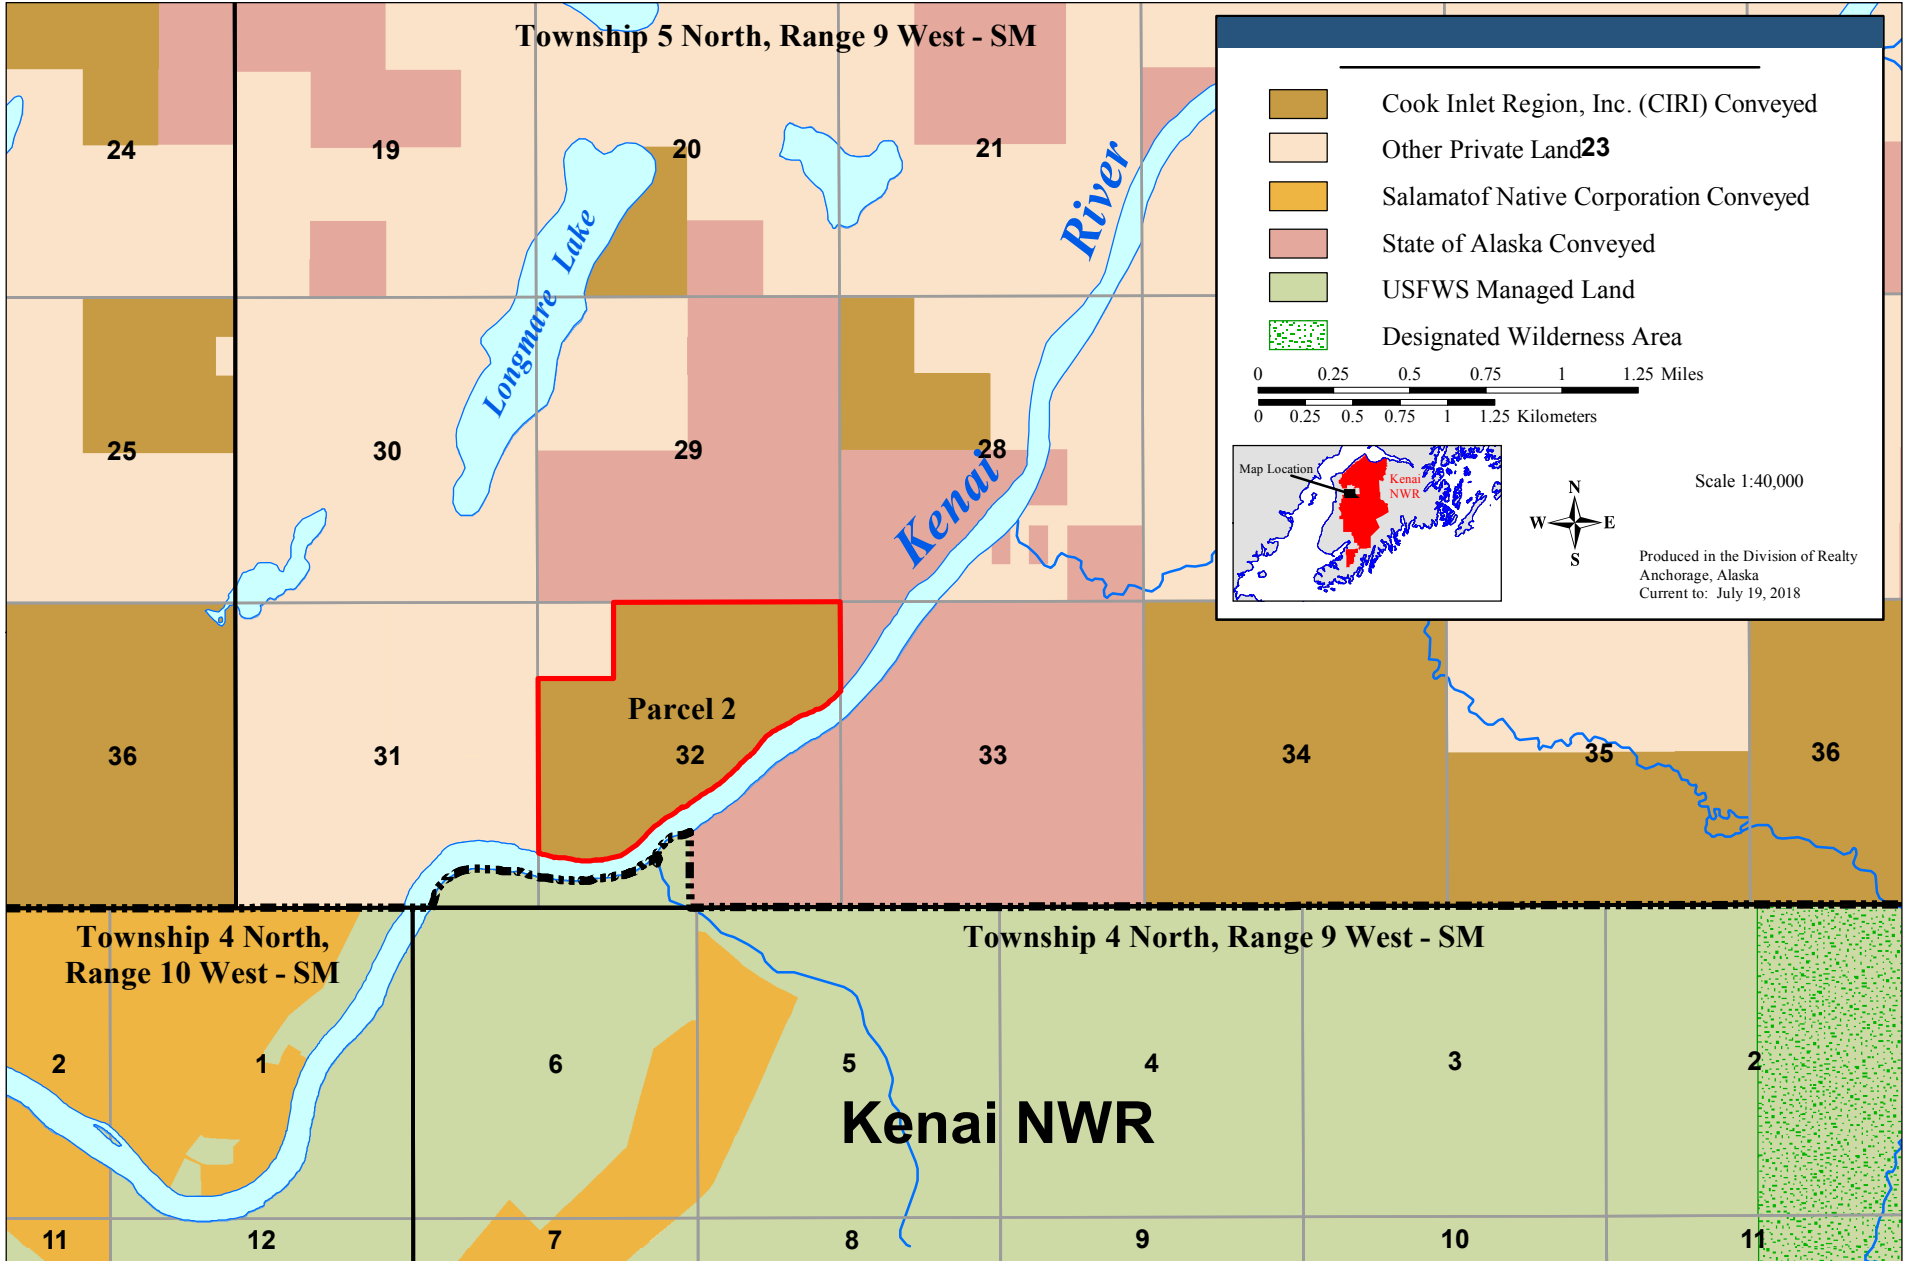 Township 5 North, Range 9 West - SM
24
19
20
21
Longmare Lake
Kenai River
25
30
29
28
36
31
Parcel 2
32
33
34
35
36
Township 4 North,
Range 10 West - SM
Township 4 North, Range 9 West - SM
2
1
6
5
4
3
2
Kenai NWR
11
12
7
8
9
10
11
Cook Inlet Region, Inc. (CIRI) Conveyed
Other Private Land
23
Salamatof Native Corporation Conveyed
State of Alaska Conveyed
USFWS Managed Land
Designated Wilderness Area
0 0.25 0.5 0.75 1 1.25 Miles
0 0.25 0.5 0.75 1 1.25 Kilometers
Map Location
Kenai
NWR
N
W E
S
Scale 1:40,000
Produced in the Division of Realty
Anchorage, Alaska
Current to: July 19, 2018